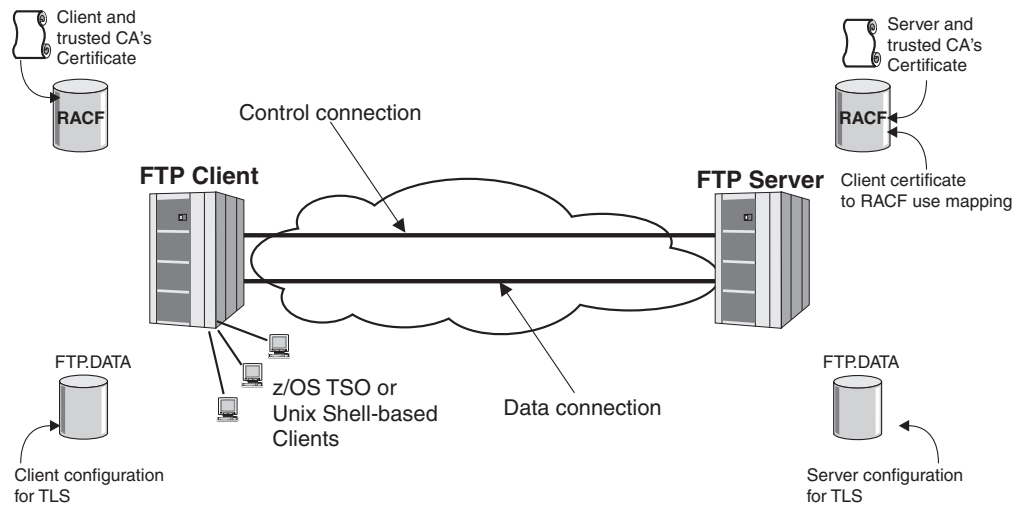 Client and
trusted CA's
Certificate
RACF
Server and
trusted CA's
Certificate
RACF
Client certificate
to RACF use mapping
Control connection
FTP Client
FTP Server
z/OS TSO or
Unix Shell-based
Clients
Data connection
FTP.DATA
Client configuration
for TLS
FTP.DATA
Server configuration
for TLS